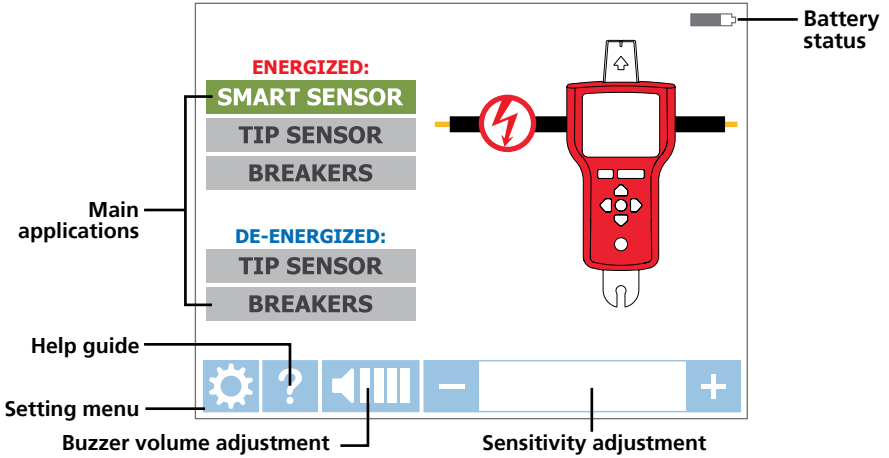 Battery
status
ENERGIZED:
SMART SENSOR
TIP SENSOR
BREAKERS
Main
applications
DE-ENERGIZED:
TIP SENSOR
BREAKERS
Help guide
?
Setting menu
Buzzer volume adjustment
Sensitivity adjustment